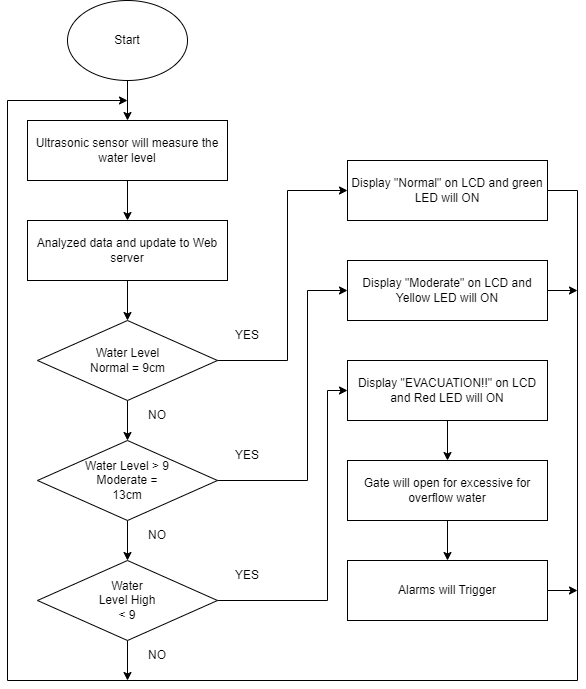 Start
Ultrasonic sensor will measure the
water level
Analyzed data and update to Web
server
Water Level
Normal = 9cm
YES
NO
Display "Normal" on LCD and green
LED will ON
Water Level > 9
Moderate =
13cm
YES
NO
Display "Moderate" on LCD and
Yellow LED will ON
Water
Level High
< 9
YES
NO
Display "EVACUATION!!" on LCD
and Red LED will ON
Gate will open for excessive for
overflow water
Alarms will Trigger